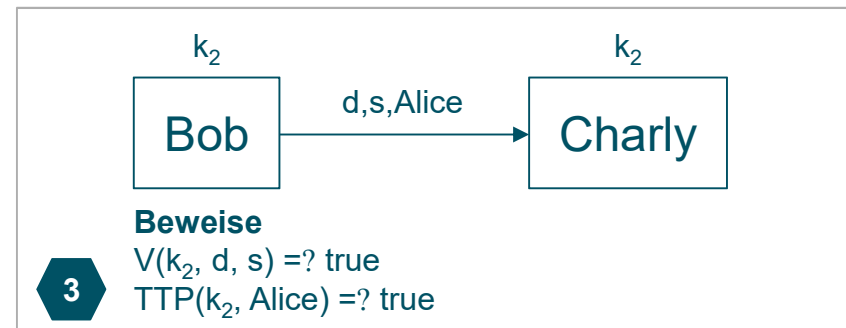 k₂ k₂
d,s,Alice
Bob Charly
Beweise
V(k₂, d, s) =? true
3 TTP(k₂, Alice) =? true